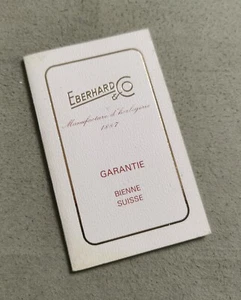 EBERHARD & CO
Manufacture d'horlogerie
1887
GARANTIE
BIENNE
SUISSE